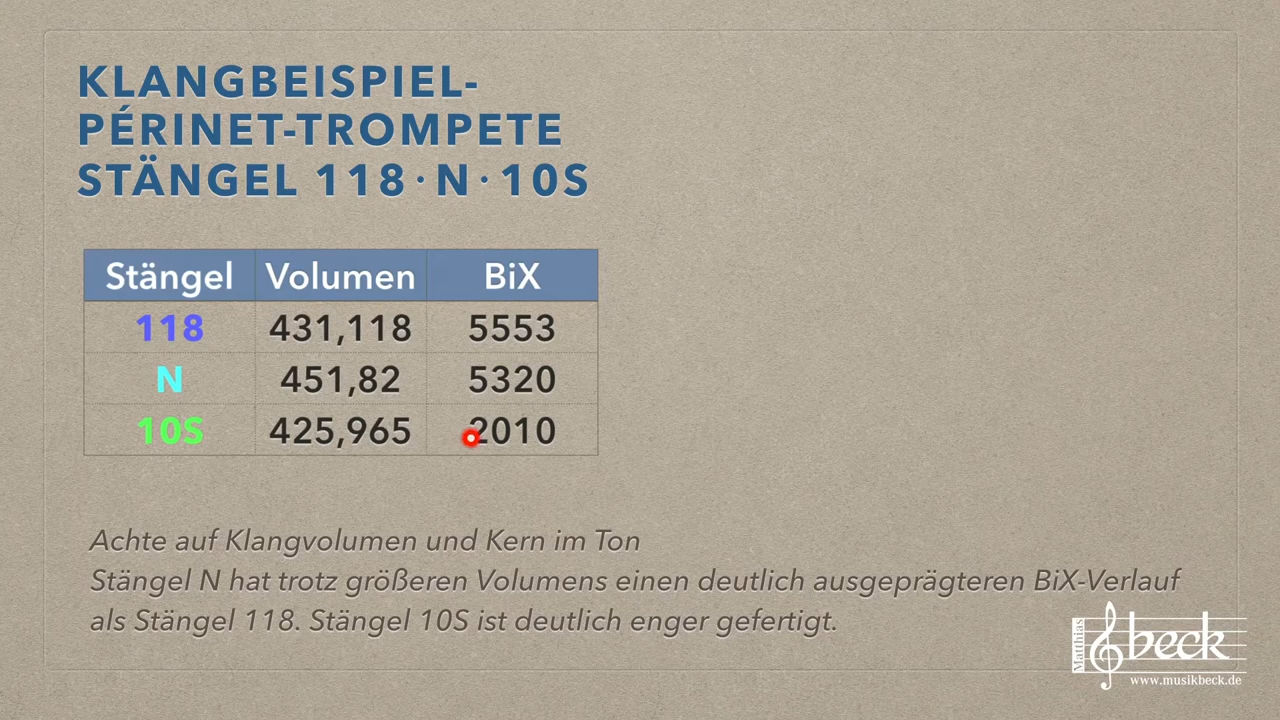 KLANGBEISPIEL-
PÉRINET-TROMPETE
STÄNGEL 118 · N · 10S
Stängel Volumen BiX
118 431,118 5553
N 451,82 5320
10S 425,965 2010
Achte auf Klangvolumen und Kern im Ton
Stängel N hat trotz größeren Volumens einen deutlich ausgeprägteren BiX-Verlauf
als Stängel 118. Stängel 10S ist deutlich enger gefertigt.
Matthias beck
www.musikbeck.de